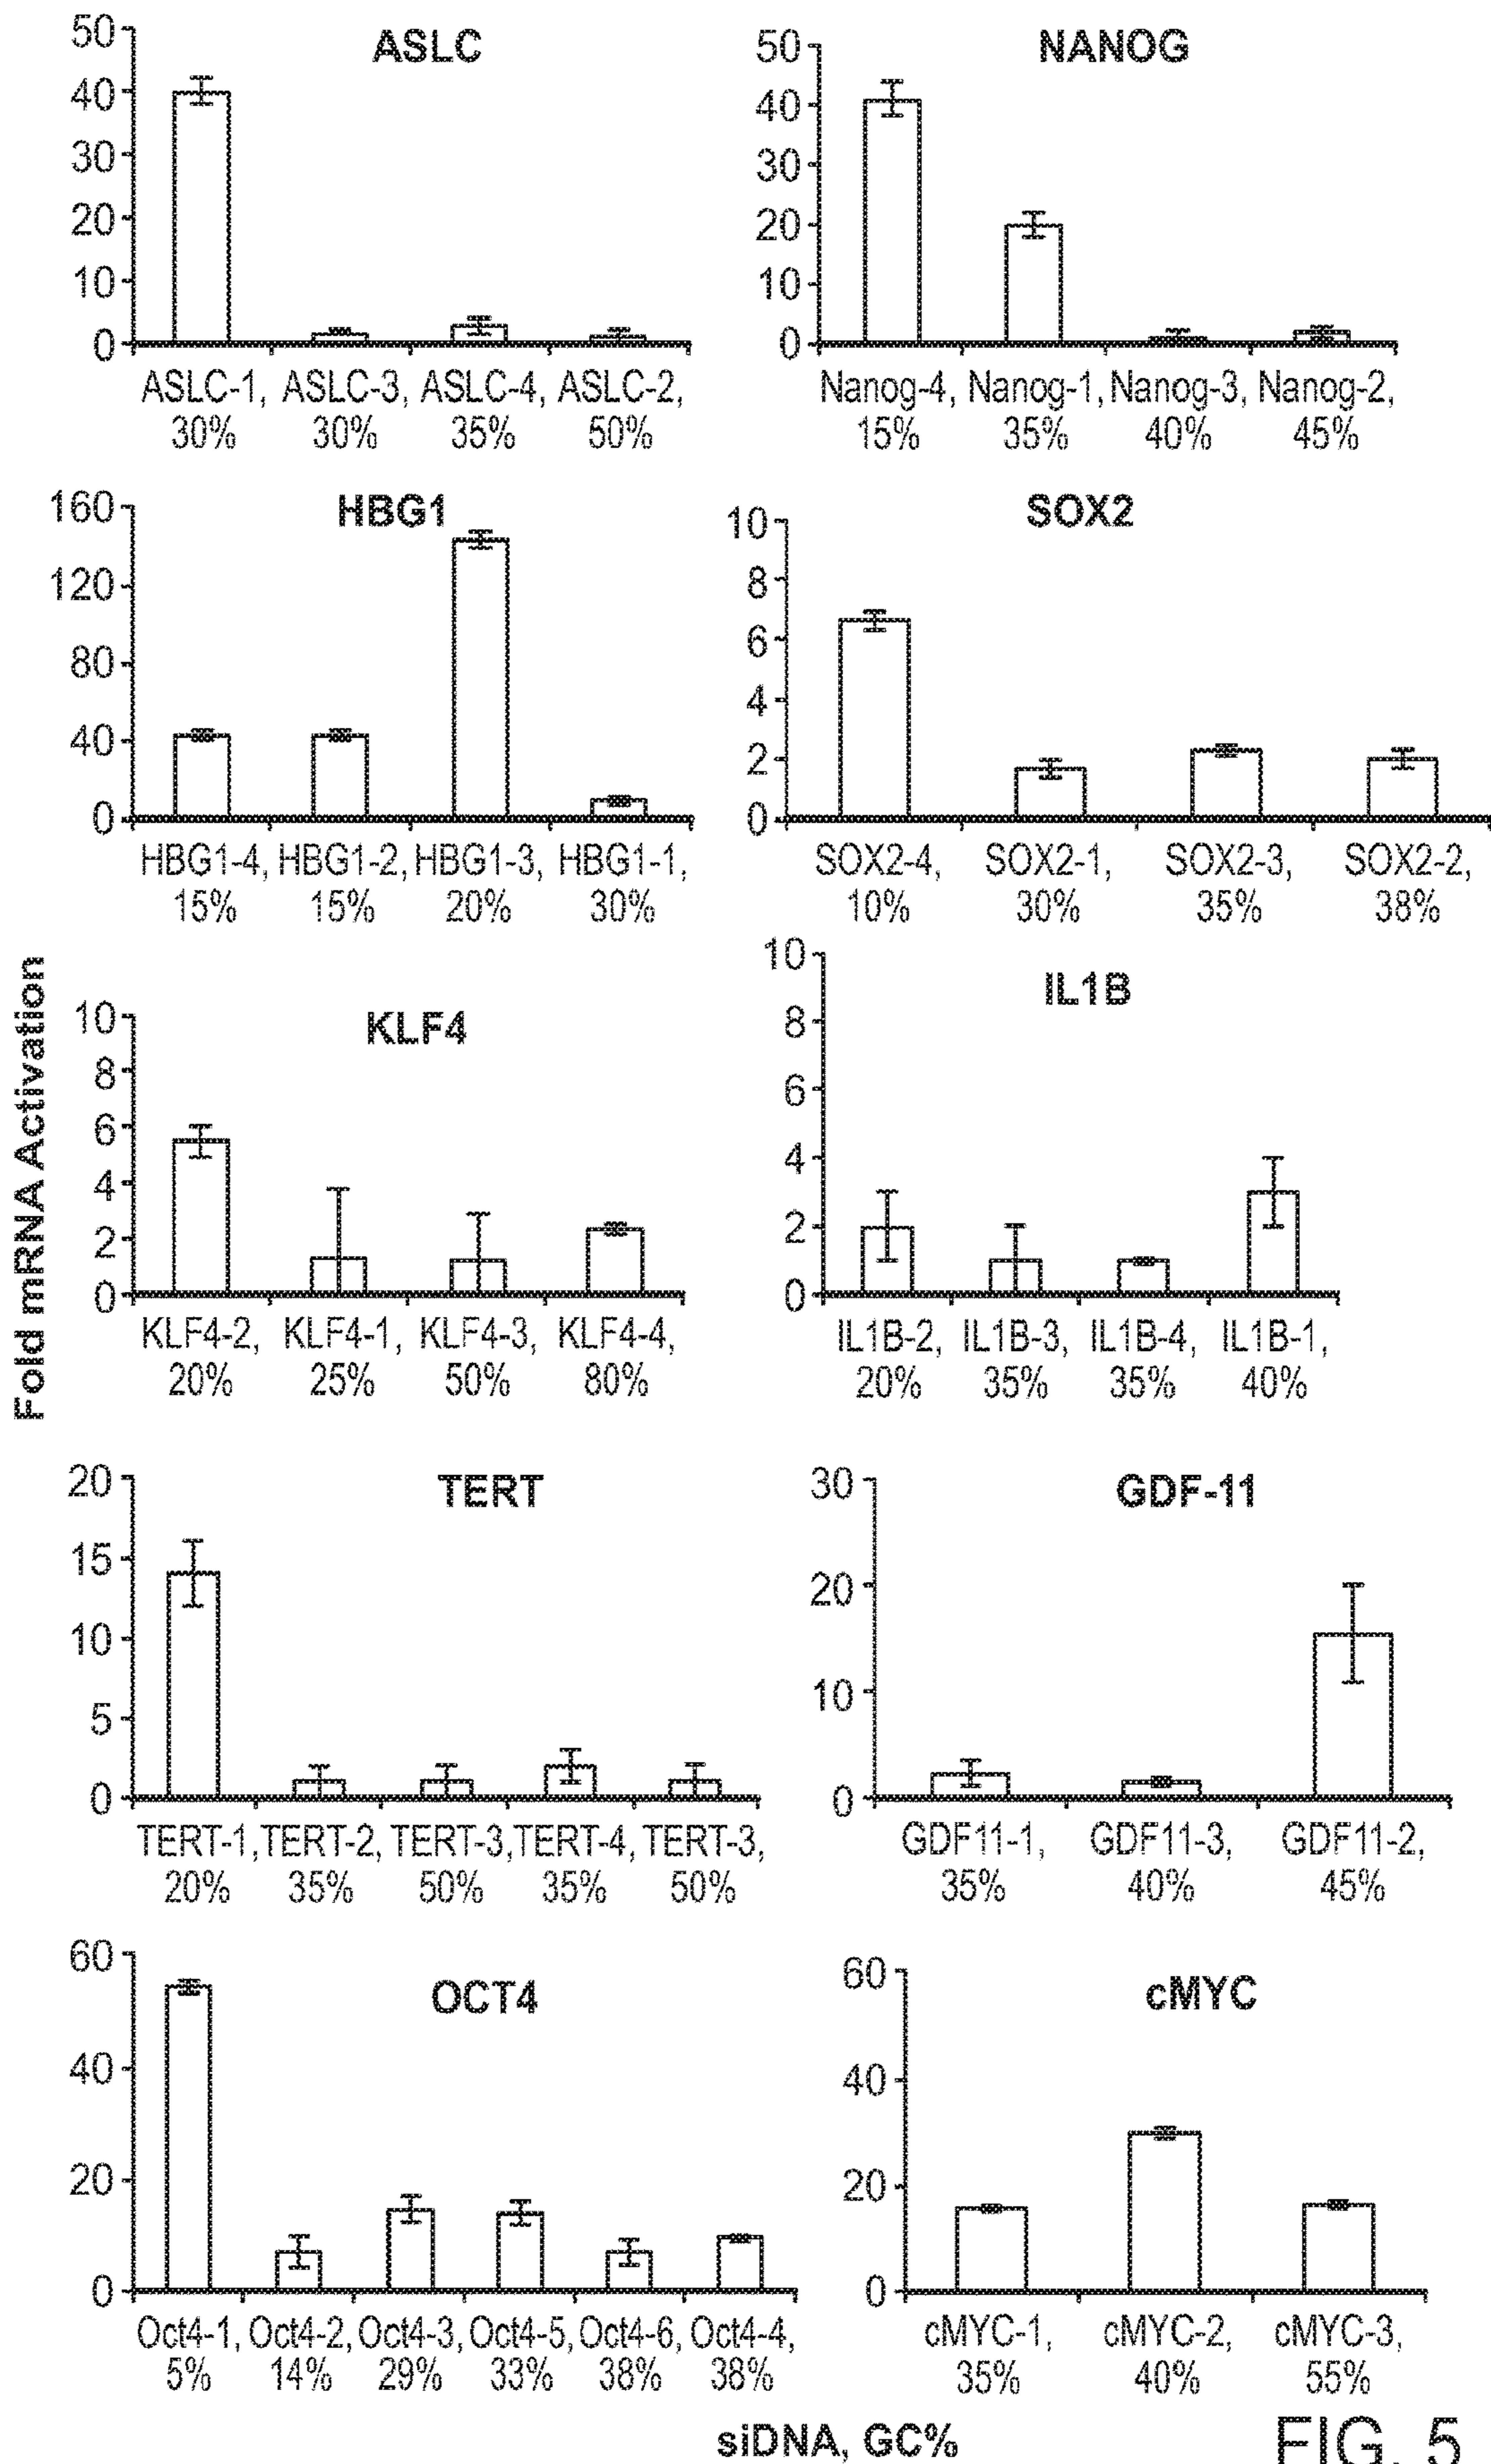 ASLC
50
40
30
20
10
0
ASLC-1, ASLC-3, ASLC-4, ASLC-2,
30% 30% 35% 50%
NANOG
50
40
30
20
10
0
Nanog-4, Nanog-1, Nanog-3, Nanog-2,
15% 35% 40% 45%
HBG1
160
120
80
40
0
HBG1-4, HBG1-2, HBG1-3, HBG1-1,
15% 15% 20% 30%
SOX2
10
8
6
4
2
0
SOX2-4, SOX2-1, SOX2-3, SOX2-2,
10% 30% 35% 38%
Fold mRNA Activation
KLF4
10
8
6
4
2
0
KLF4-2, KLF4-1, KLF4-3, KLF4-4,
20% 25% 50% 80%
IL1B
10
8
6
4
2
0
IL1B-2, IL1B-3, IL1B-4, IL1B-1,
20% 35% 35% 40%
TERT
20
15
10
5
0
TERT-1, TERT-2, TERT-3, TERT-4, TERT-3,
20% 35% 50% 35% 50%
GDF-11
30
20
10
0
GDF11-1, GDF11-3, GDF11-2,
35% 40% 45%
OCT4
60
40
20
0
Oct4-1, Oct4-2, Oct4-3, Oct4-5, Oct4-6, Oct4-4,
5% 14% 29% 33% 38% 38%
cMYC
60
40
20
0
cMYC-1, cMYC-2, cMYC-3,
35% 40% 55%
siDNA, GC%
FIG. 5